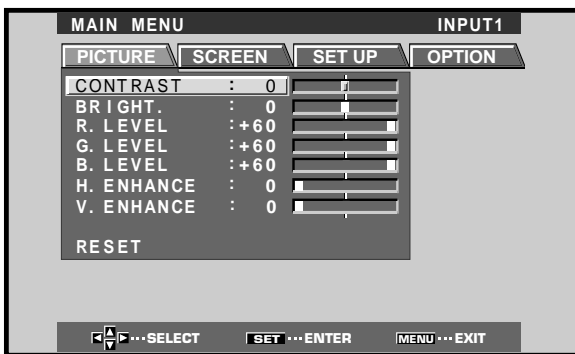 MAIN MENU INPUT1
PICTURE SCREEN SET UP OPTION
CONTRAST : 0
BRIGHT. : 0
R. LEVEL :+60
G. LEVEL :+60
B. LEVEL :+60
H. ENHANCE : 0
V. ENHANCE : 0
RESET
···SELECT SET ···ENTER MENU ···EXIT